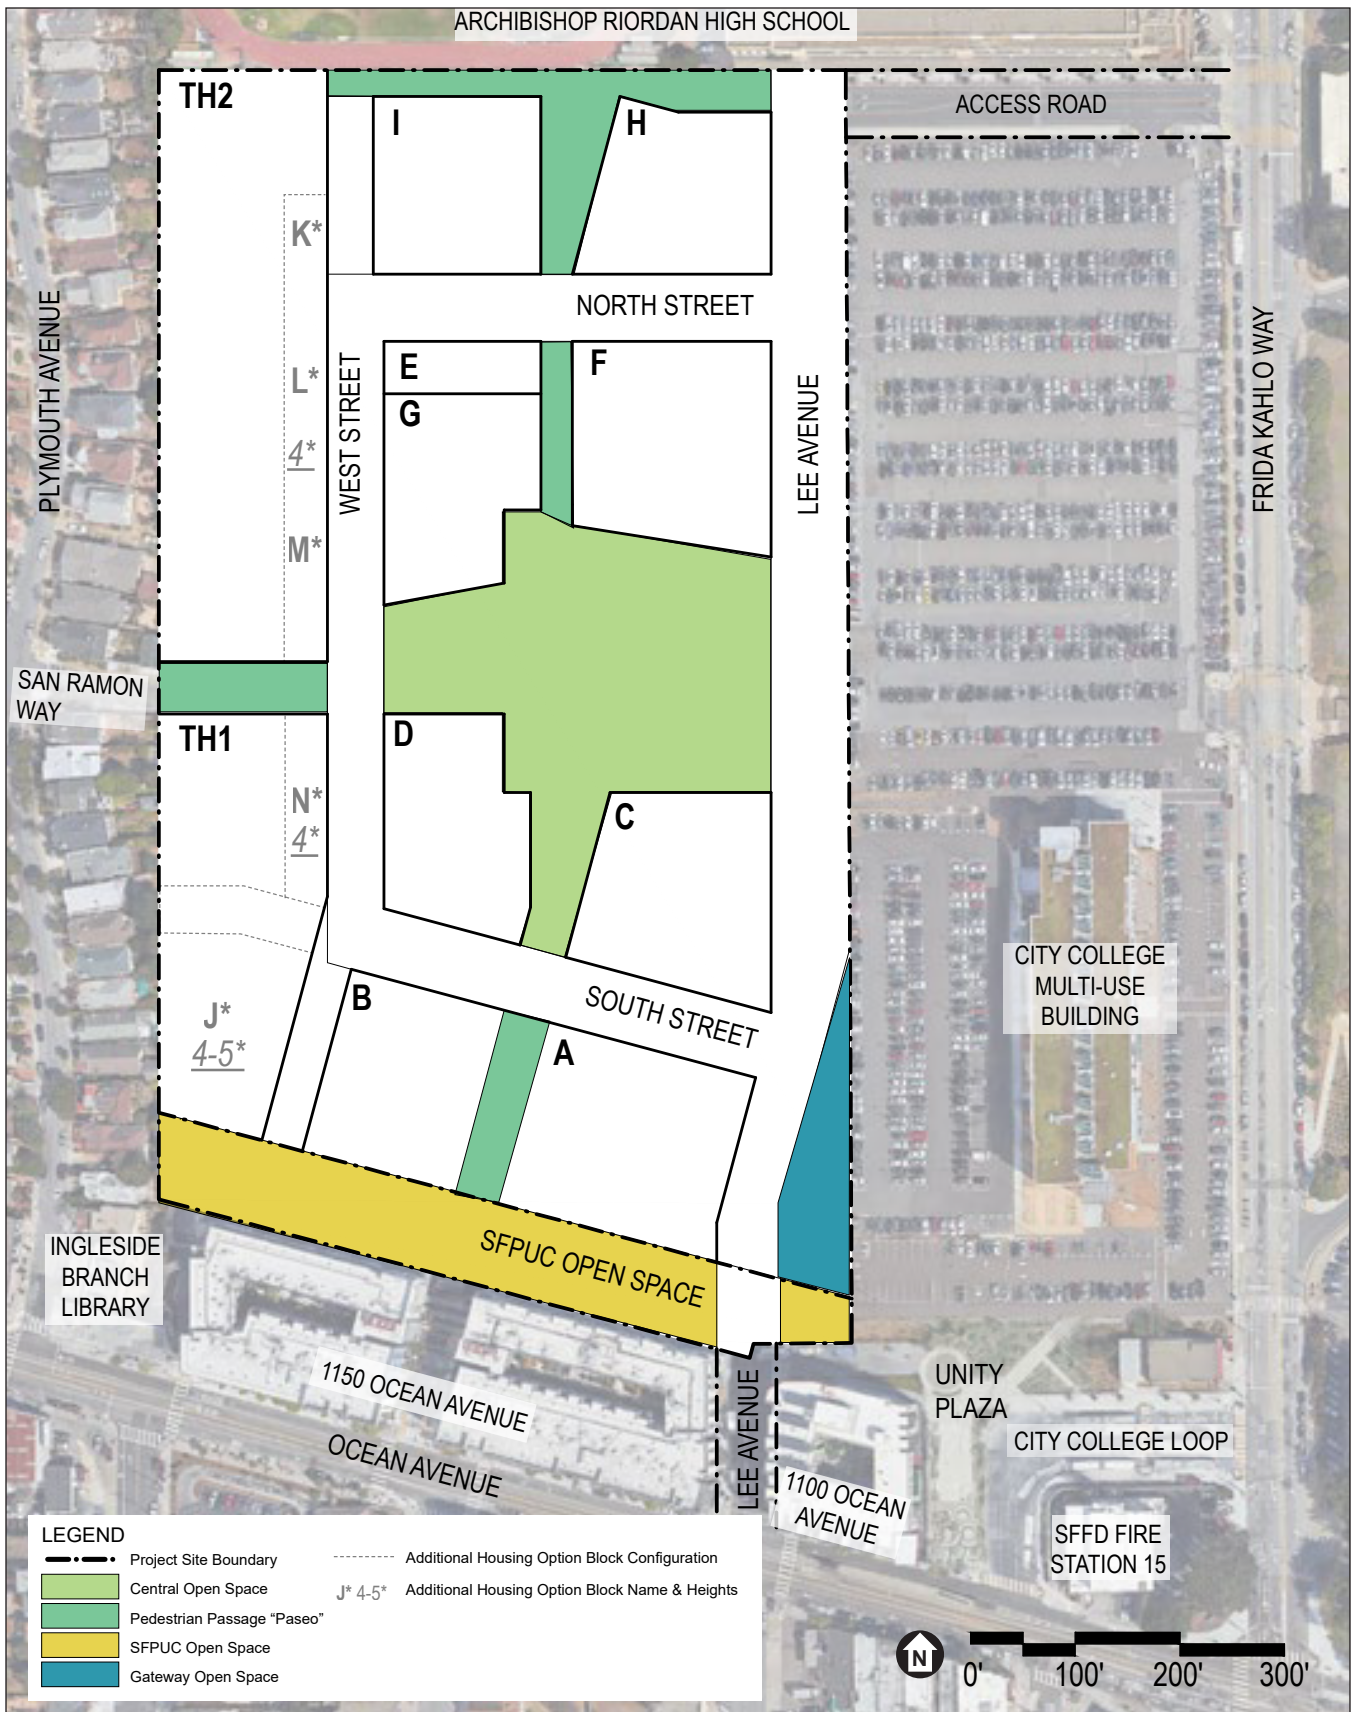 ARCHIBISHOP RIORDAN HIGH SCHOOL
TH2
I
H
ACCESS ROAD
K*
NORTH STREET
PLYMOUTH AVENUE
L*
4*
WEST STREET
E
G
F
LEE AVENUE
FRIDA KAHLO WAY
M*
SAN RAMON
WAY
TH1
D
N*
4*
C
CITY COLLEGE
MULTI-USE
BUILDING
J*
4-5*
B
SOUTH STREET
A
INGLESIDE
BRANCH
LIBRARY
SFPUC OPEN SPACE
1150 OCEAN AVENUE
OCEAN AVENUE
LEE AVENUE
1100 OCEAN
AVENUE
UNITY
PLAZA
CITY COLLEGE LOOP
SFFD FIRE
STATION 15
LEGEND
Project Site Boundary
Central Open Space
Pedestrian Passage “Paseo”
SFPUC Open Space
Gateway Open Space
Additional Housing Option Block Configuration
J* 4-5* Additional Housing Option Block Name & Heights
N
0' 100' 200' 300'